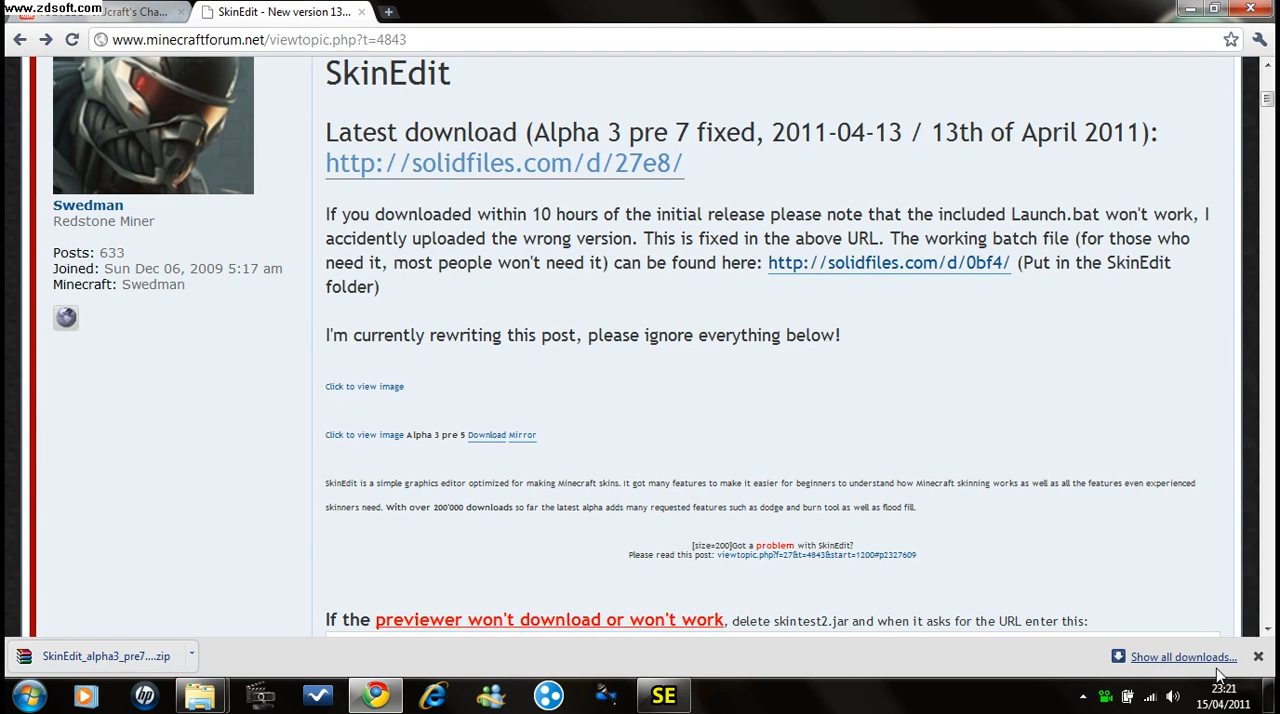 www.zdsoft.com
ldcraft's Cha...
SkinEdit - New version 13...
www.minecraftforum.net/viewtopic.php?t=4843
SkinEdit
Latest download (Alpha 3 pre 7 fixed, 2011-04-13 / 13th of April 2011):
http://solidfiles.com/d/27e8/
Swedman
Redstone Miner
Posts: 633
Joined: Sun Dec 06, 2009 5:17 am
Minecraft: Swedman
If you downloaded within 10 hours of the initial release please note that the included Launch.bat won't work, I
accidently uploaded the wrong version. This is fixed in the above URL. The working batch file (for those who
need it, most people won't need it) can be found here: http://solidfiles.com/d/0bf4/ (Put in the SkinEdit
folder)
I'm currently rewriting this post, please ignore everything below!
Click to view image
Click to view image Alpha 3 pre 5 Download Mirror
SkinEdit is a simple graphics editor optimized for making Minecraft skins. It got many features to make it easier for beginners to understand how Minecraft skinning works as well as all the features even experienced
skinners need. With over 200'000 downloads so far the latest alpha adds many requested features such as dodge and burn tool as well as flood fill.
[size=200]Got a problem with SkinEdit?
Please read this post: viewtopic.php?f=27&t=4843&start=1200#p2327609
If the previewer won't download or won't work, delete skintest2.jar and when it asks for the URL enter this:
SkinEdit_alpha3_pre7....zip
Show all downloads...
hp
SE
23:21
15/04/2011